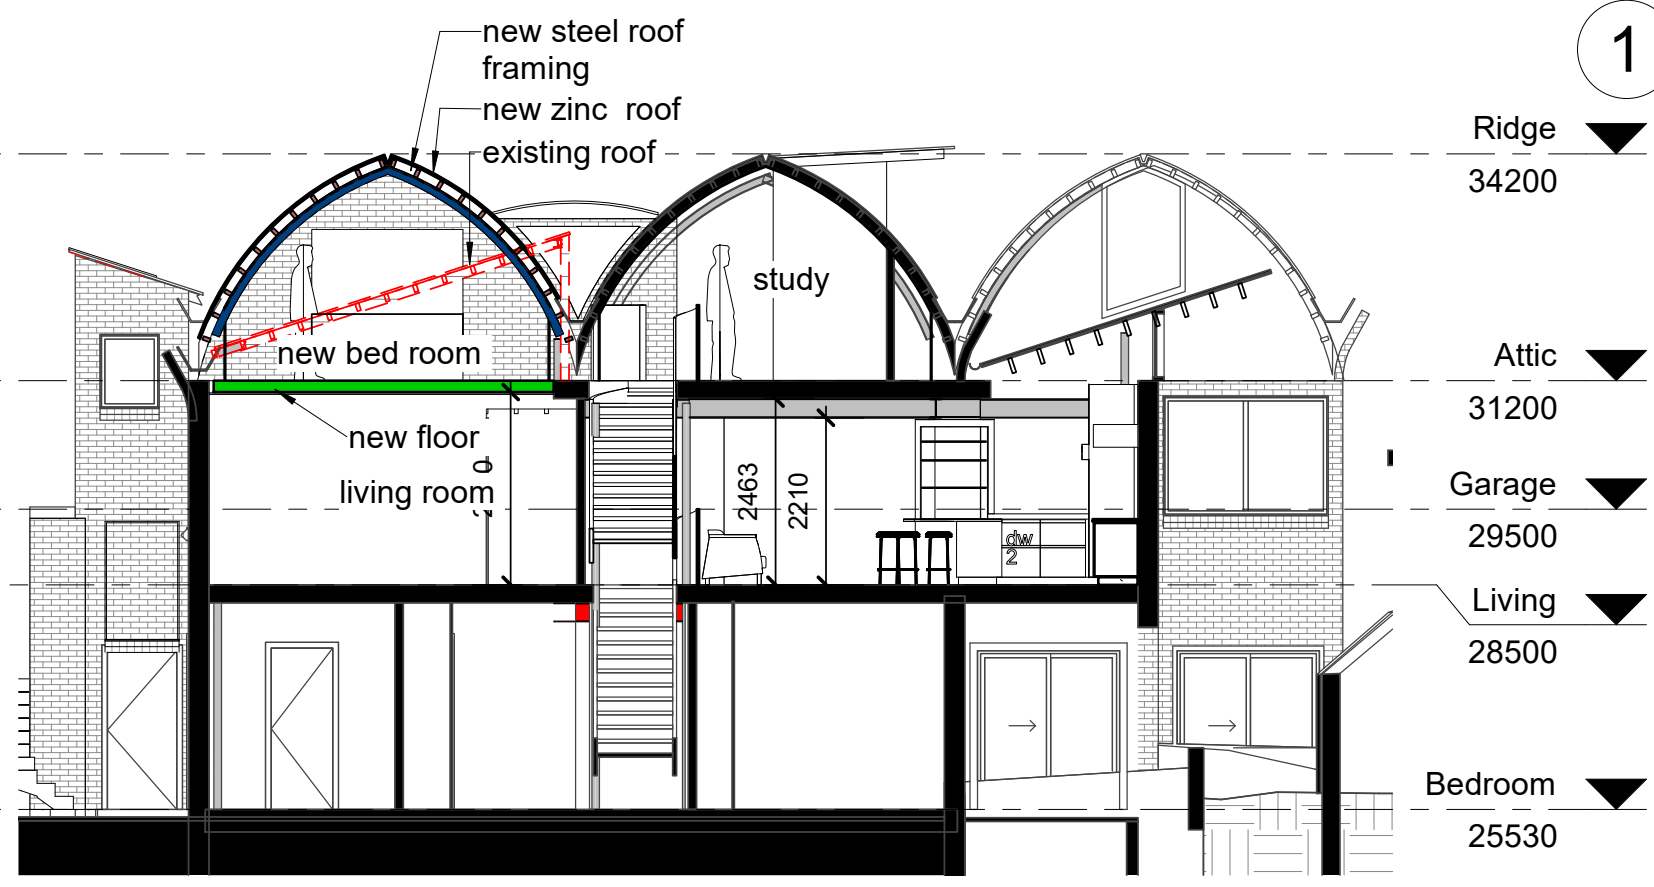 1
new steel roof
framing
new zinc roof
existing roof
Ridge
34200
study
new bed room
Attic
31200
new floor
living room
2463
2210
Garage
29500
dw
2
Living
28500
Bedroom
25530